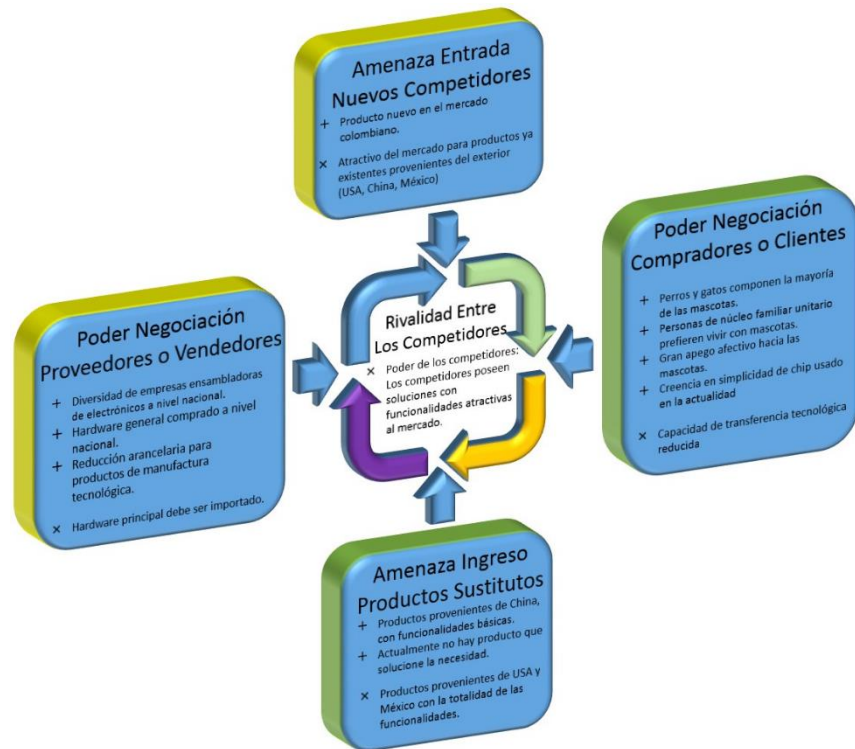 Amenaza Entrada
Nuevos Competidores
+ Producto nuevo en el mercado
colombiano.
× Atractivo del mercado para productos ya
existentes provenientes del exterior
(USA, China, México)
Poder Negociación
Proveedores o Vendedores
+ Diversidad de empresas ensambladoras
de electrónicos a nivel nacional.
+ Hardware general comprado a nivel
nacional.
+ Reducción arancelaria para
productos de manufactura
tecnológica.
× Hardware principal debe ser importado.
Rivalidad Entre
Los Competidores
× Poder de los competidores:
Los competidores poseen
soluciones con
funcionalidades atractivas
al mercado.
Poder Negociación
Compradores o Clientes
+ Perros y gatos componen la mayoría
de las mascotas.
+ Personas de núcleo familiar unitario
prefieren vivir con mascotas.
+ Gran apego afectivo hacia las
mascotas.
+ Creencia en simplicidad de chip usado
en la actualidad
× Capacidad de transferencia tecnológica
reducida
Amenaza Ingreso
Productos Sustitutos
+ Productos provenientes de China,
con funcionalidades básicas.
+ Actualmente no hay producto que
solucione la necesidad.
× Productos provenientes de USA y
México con la totalidad de las
funcionalidades.